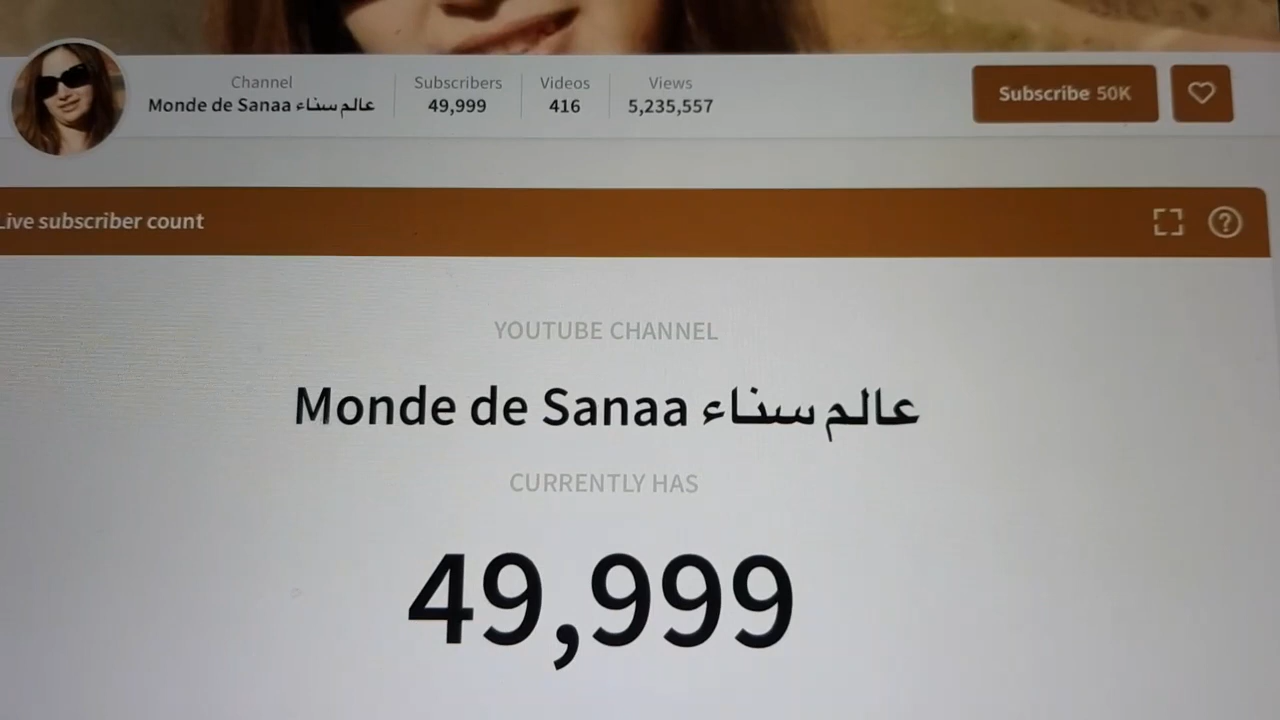 Channel
Monde de Sanaa عالم سناء
Subscribers
49,999
Videos
416
Views
5,235,557
Subscribe 50K
Live subscriber count
?
YOUTUBE CHANNEL
Monde de Sanaa عالم سناء
CURRENTLY HAS
49,999